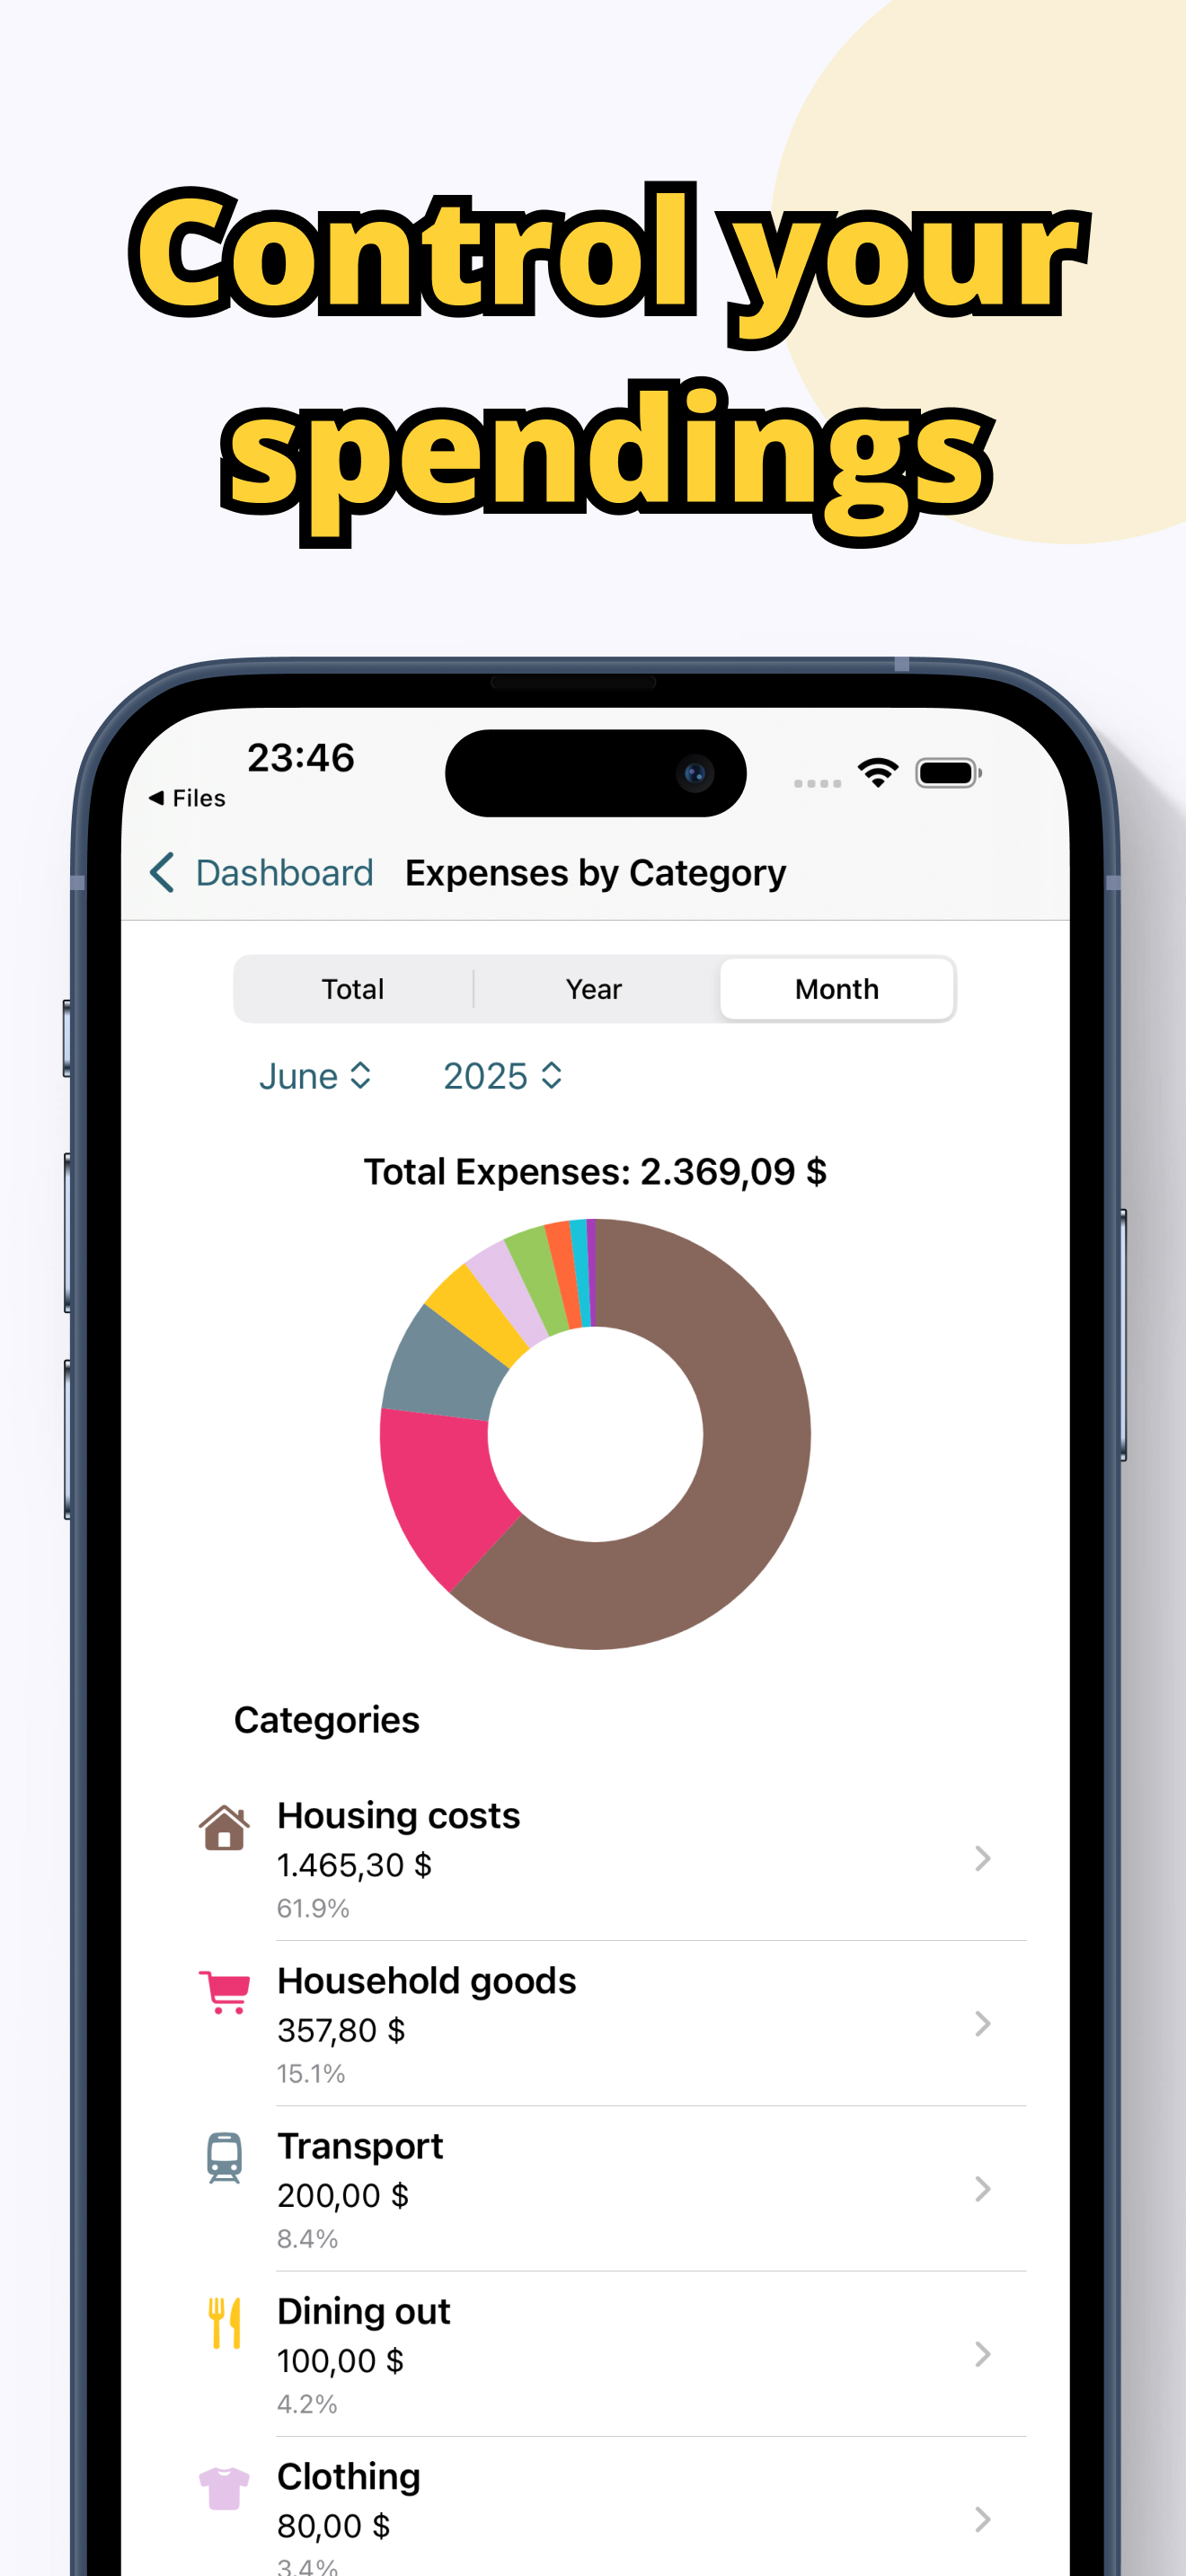 Control your
spendings
23:46
◀ Files
Dashboard Expenses by Category
Total Year Month
June 2025
Total Expenses: 2.369,09 $
Categories
Housing costs
1.465,30 $
61.9%
Household goods
357,80 $
15.1%
Transport
200,00 $
8.4%
Dining out
100,00 $
4.2%
Clothing
80,00 $
3.4%